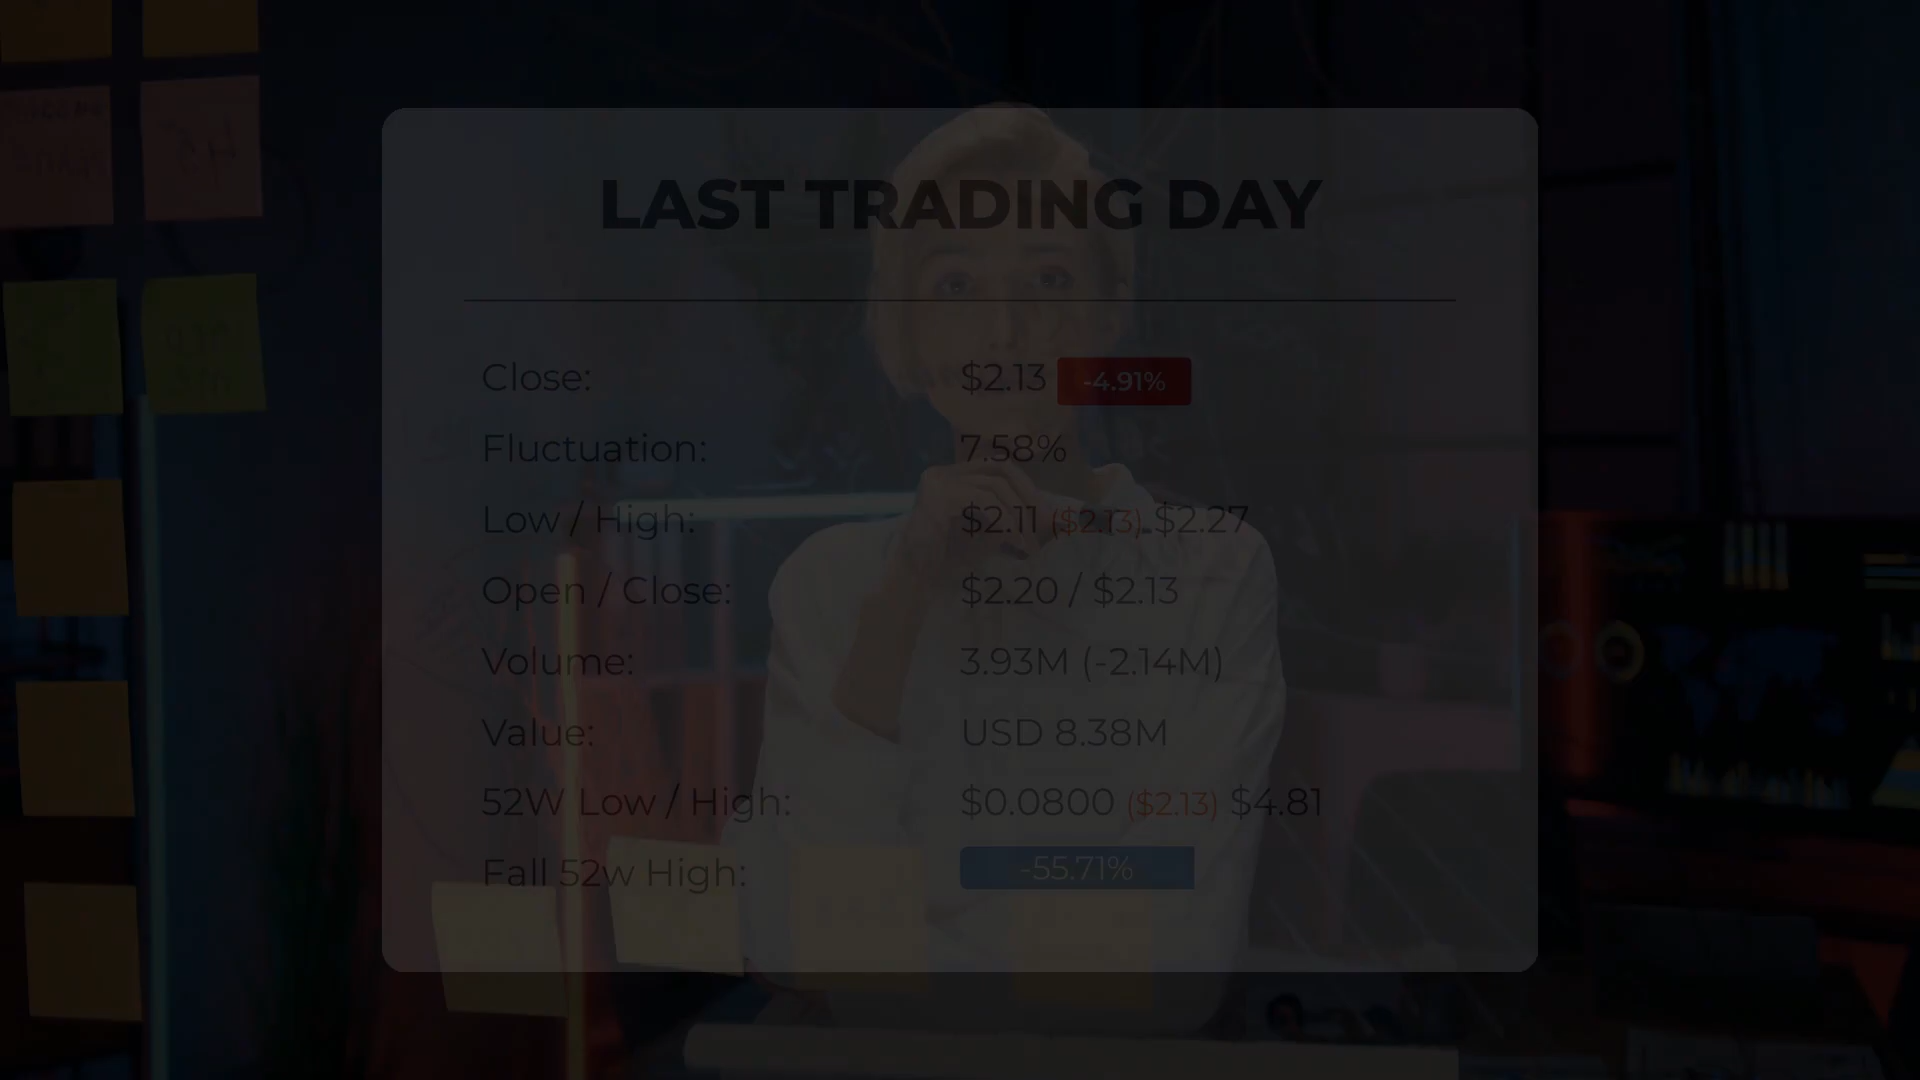 LAST TRADING DAY
Close: $2.13 -4.91%
Fluctuation: 7.58%
Low / High: $2.11 ($2.13) $2.27
Open / Close: $2.20 / $2.13
Volume: 3.93M (-2.14M)
Value: USD 8.38M
52W Low / High: $0.0800 ($2.13) $4.81
Fall 52w High: -55.71%